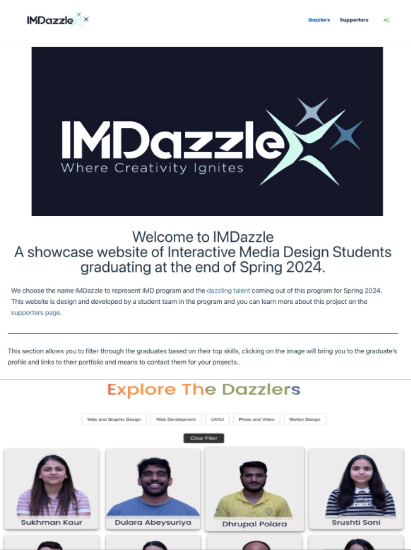 IMDazzle
Dazzlers Supporters AC
IMDazzle
Where Creativity Ignites
Welcome to IMDazzle
A showcase website of Interactive Media Design Students
graduating at the end of Spring 2024.
We choose the name IMDazzle to represent IMD program and the dazzling talent coming out of this program for Spring 2024.
This website is design and developed by a student team in the program and you can learn more about this project on the
supporters page.
This section allows you to filter through the graduates based on their top skills, clicking on the image will bring you to the graduate's
profile and links to their portfolio and means to contact them for your projects..
Explore The Dazzlers
Web and Graphic Design Web Development UX/UI Photo and Video Motion Design
Clear Filter
Sukhman Kaur Dulara Abeysuriya Dhrupal Polara Srushti Soni